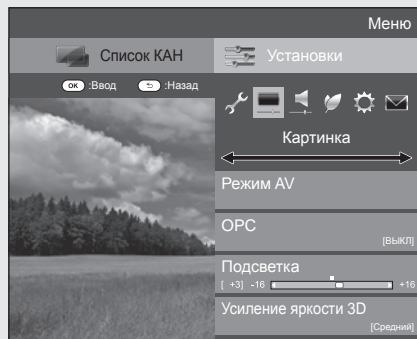 Меню
Список КАН
Установки
OK :Ввод :Назад
Картинка
Режим AV
OPC
[ВЫКЛ]
Подсветка
[ +3] -16 +16
Усиление яркости 3D
[Средний]